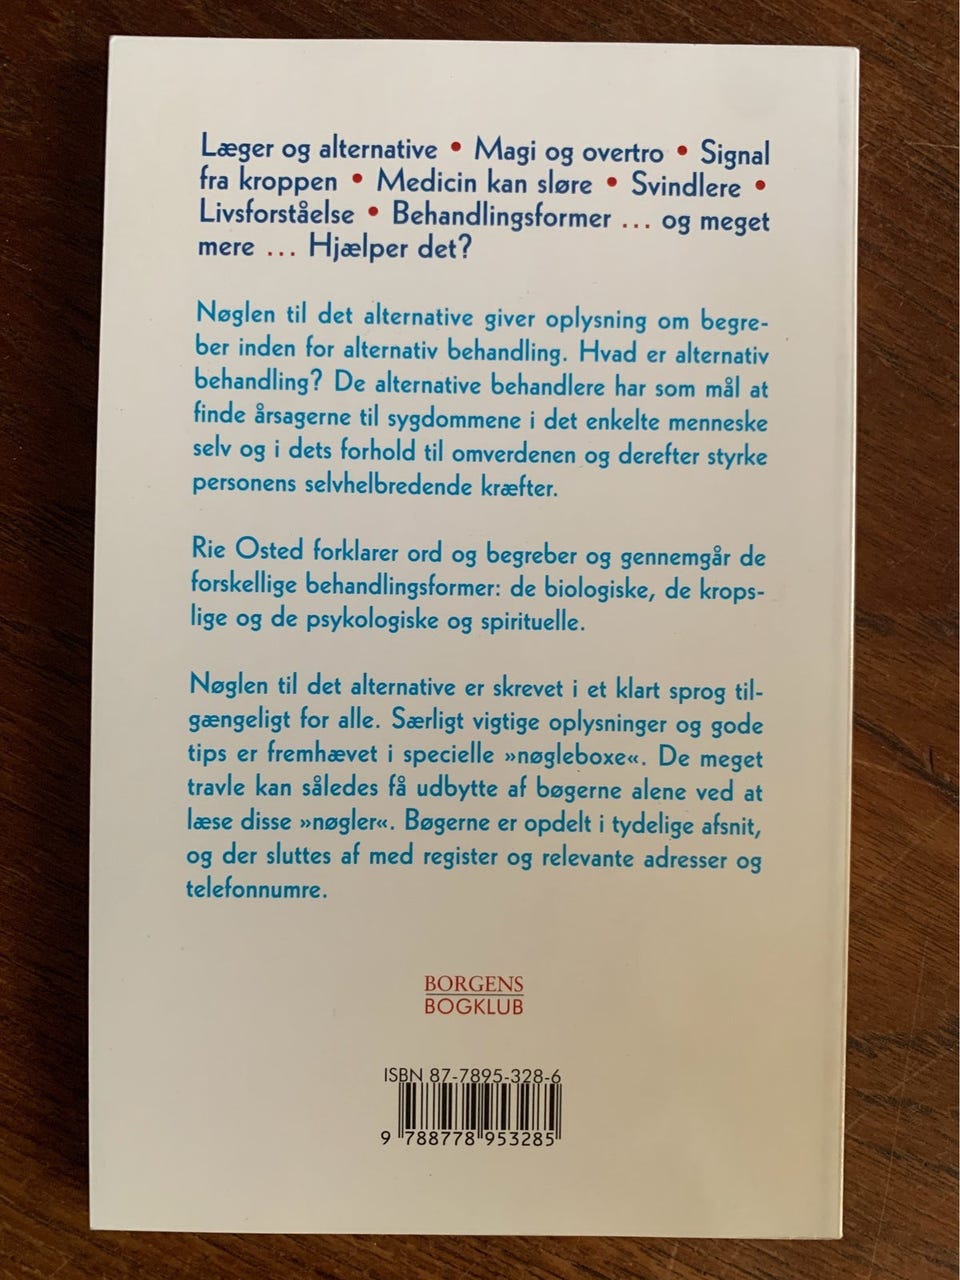 Læger og alternative • Magi og overtro • Signal
fra kroppen • Medicin kan sløre • Svindlere •
Livsforståelse • Behandlingsformer ... og meget
mere ... Hjælper det?
Nøglen til det alternative giver oplysning om begre-
ber inden for alternativ behandling. Hvad er alternativ
behandling? De alternative behandlere har som mål at
finde årsagerne til sygdommene i det enkelte menneske
selv og i dets forhold til omverdenen og derefter styrke
personens selvhelbredende kræfter.
Rie Osted forklarer ord og begreber og gennemgår de
forskellige behandlingsformer: de biologiske, de krops-
lige og de psykologiske og spirituelle.
Nøglen til det alternative er skrevet i et klart sprog til-
gængeligt for alle. Særligt vigtige oplysninger og gode
tips er fremhævet i specielle »nøgleboxe«. De meget
travle kan således få udbytte af bøgerne alene ved at
læse disse »nøgler«. Bøgerne er opdelt i tydelige afsnit,
og der sluttes af med register og relevante adresser og
telefonnumre.
BORGENS
BOGKLUB
ISBN 87-7895-328-6
9 788778 953285